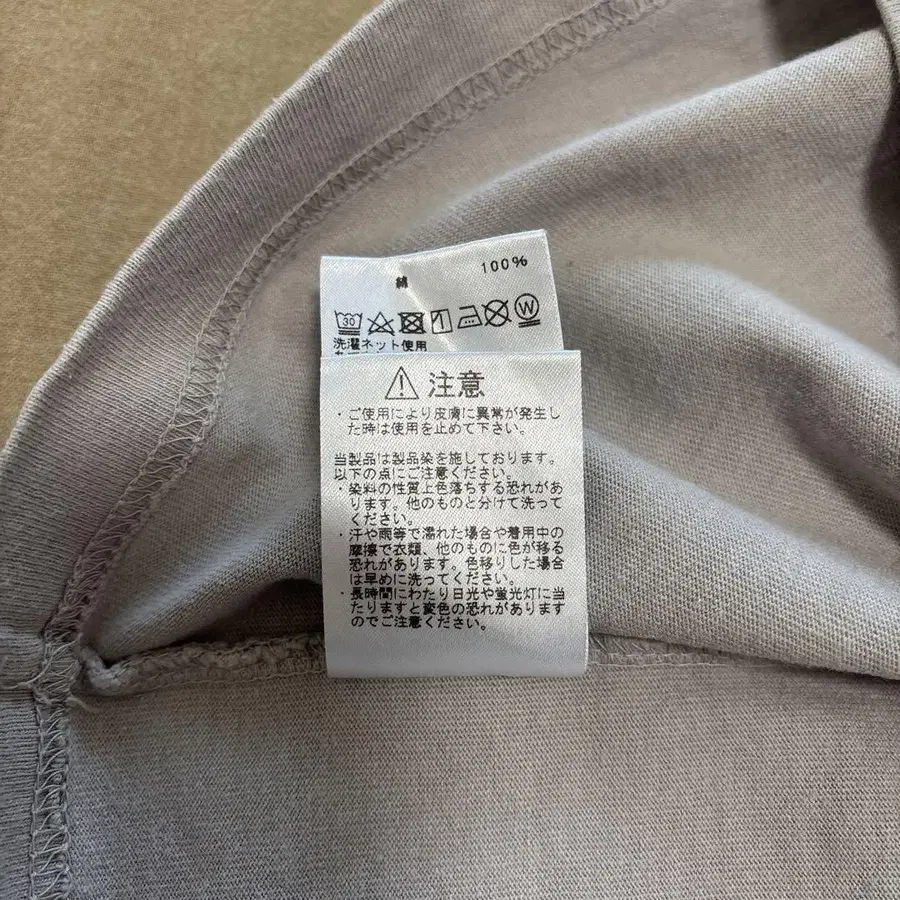 綿 100%
30 W
洗濯ネット使用
注意
・ご使用により皮膚に異常が発生し
た時は使用を止めて下さい。
当製品は製品染を施しております。
以下の点にご注意ください。
・染料の性質上色落ちする恐れがあ
ります。他のものと分けて洗って
ください。
・汗や雨等で濡れた場合や着用中の
摩擦で衣類、他のものに色が移る
恐れがあります。色移りした場合
は早めに洗ってください。
・長時間にわたり日光や蛍光灯に当
たりますと変色の恐れがあります
のでご注意ください。